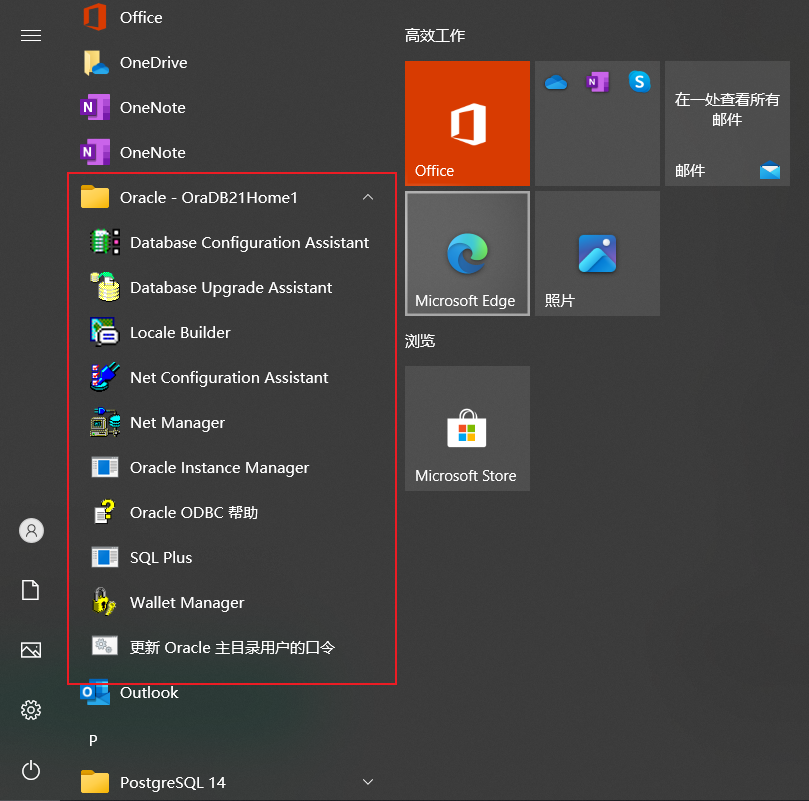 Office
OneDrive
OneNote
OneNote
Oracle - OraDB21Home1
Database Configuration Assistant
Database Upgrade Assistant
Locale Builder
Net Configuration Assistant
Net Manager
Oracle Instance Manager
Oracle ODBC 帮助
SQL Plus
Wallet Manager
更新 Oracle 主目录用户的口令
Outlook
P
PostgreSQL 14
高效工作
Office
在一处查看所有
邮件
邮件
Microsoft Edge
照片
浏览
Microsoft Store